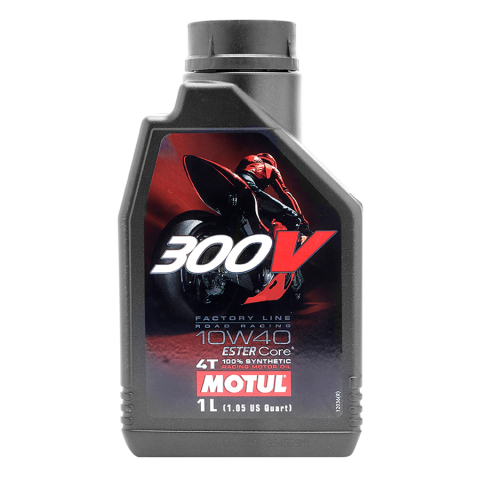 300V
FACTORY LINE
ROAD RACING
10W40
ESTER Core®
4T 100% SYNTHETIC
RACING MOTOR OIL
MOTUL
1L (1.05 US Quart)